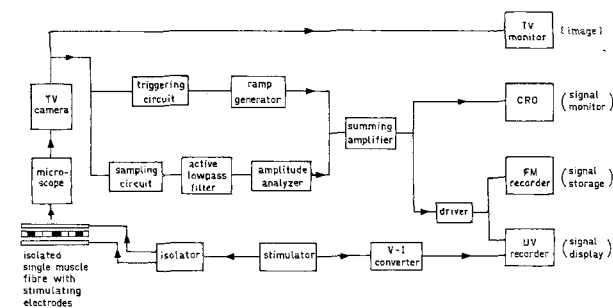 TV
monitor
(image)
TV
camera
triggering
circuit
ramp
generator
summing
amplifier
CRO
(signal
monitor)
micro-
scope
sampling
circuit
active
lowpass
filter
amplitude
analyzer
FM
recorder
(signal
storage)
driver
isolated
single muscle
fibre with
stimulating
electrodes
isolator
stimulator
V-I
converter
UV
recorder
(signal
display)